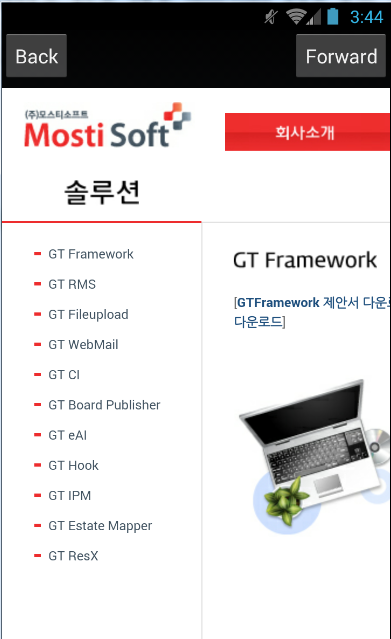 3:44
Back
Forward
(주)모스티소프트
Mosti Soft
회사소개
솔루션
GT Framework
GT RMS
GT Fileupload
GT WebMail
GT CI
GT Board Publisher
GT eAI
GT Hook
GT IPM
GT Estate Mapper
GT ResX
GT Framework
[GTFramework 제안서 다운
다운로드]